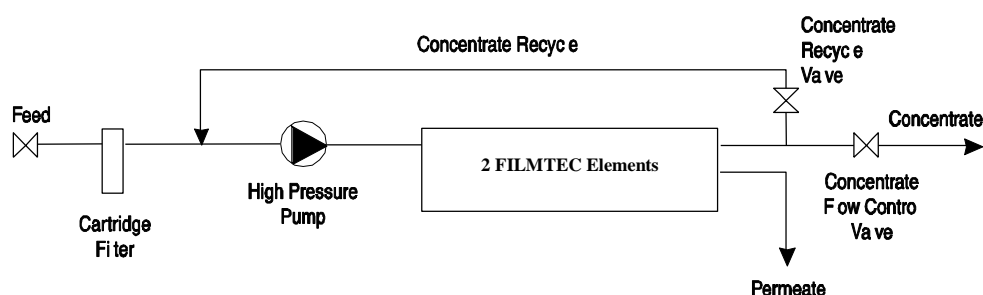 Concentrate Recyc e
Concentrate
Recyc e
Va ve
Feed
Concentrate
2 FILMTEC Elements
High Pressure
Pump
Cartridge
Fi ter
Concentrate
F ow Contro
Va ve
Permeate